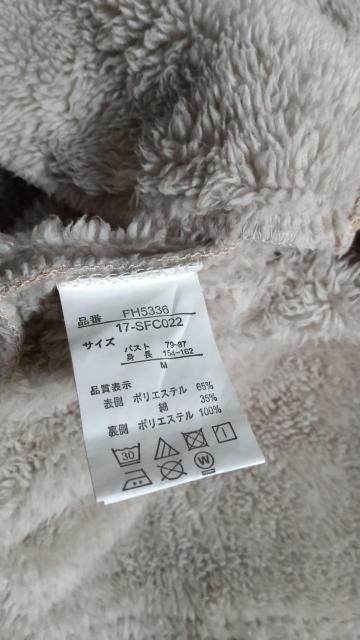 品番 FH5336
17-SFC022
サイズ
バスト 79-87
身長 154-162
M
品質表示
表側 ポリエステル 65%
綿 35%
裏側 ポリエステル 100%
30
W